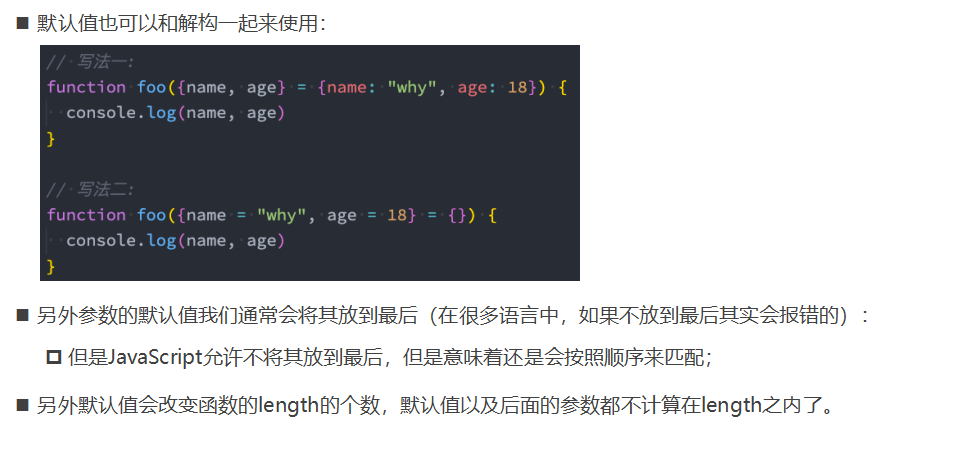 ■ 默认值也可以和解构一起来使用：
// 写法一:
function foo({name, age} = {name: "why", age: 18}) {
  console.log(name, age)
}
// 写法二:
function foo({name = "why", age = 18} = {}) {
  console.log(name, age)
}
■ 另外参数的默认值我们通常会将其放到最后（在很多语言中，如果不放到最后其实会报错的）：
但是JavaScript允许不将其放到最后，但是意味着还是会按照顺序来匹配；
■ 另外默认值会改变函数的length的个数，默认值以及后面的参数都不计算在length之内了。